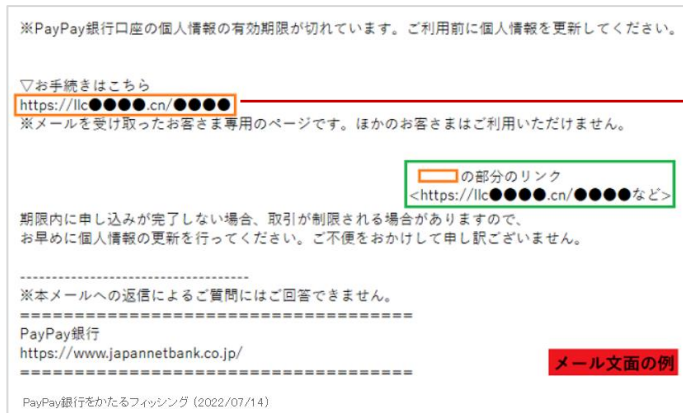 ※PayPay銀行口座の個人情報の有効期限が切れています。ご利用前に個人情報を更新してください。
▽お手続きはこちら
https://llc●●●●.cn/●●●●
※メールを受け取ったお客さま専用のページです。ほかのお客さまはご利用いただけません。
の部分のリンク
<https://llc●●●●.cn/●●●●など>
期限内に申し込みが完了しない場合、取引が制限される場合がありますので、
お早めに個人情報の更新を行ってください。ご不便をおかけして申し訳ございません。
-----------------------------------
※本メールへの返信によるご質問にはご回答できません。
=====================================
PayPay銀行
https://www.japannetbank.co.jp/
=====================================
メール文面の例
PayPay銀行をかたるフィッシング (2022/07/14)